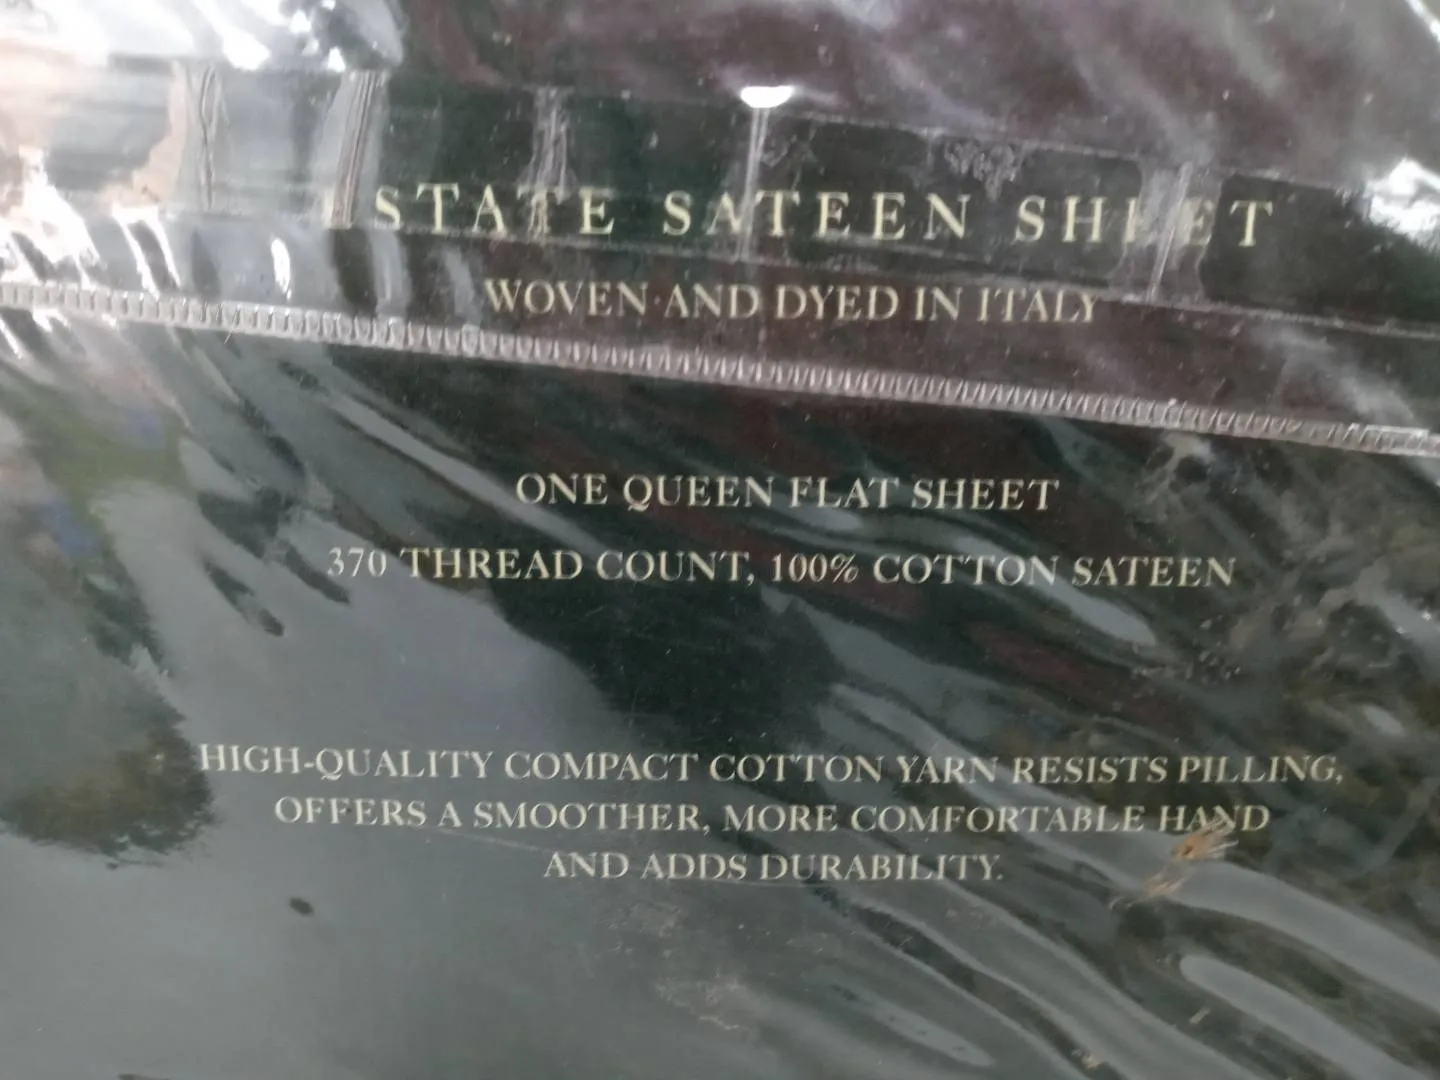 ESTATE SATEEN SHEET
WOVEN AND DYED IN ITALY
ONE QUEEN FLAT SHEET
370 THREAD COUNT, 100% COTTON SATEEN
HIGH-QUALITY COMPACT COTTON YARN RESISTS PILLING,
OFFERS A SMOOTHER, MORE COMFORTABLE HAND
AND ADDS DURABILITY.